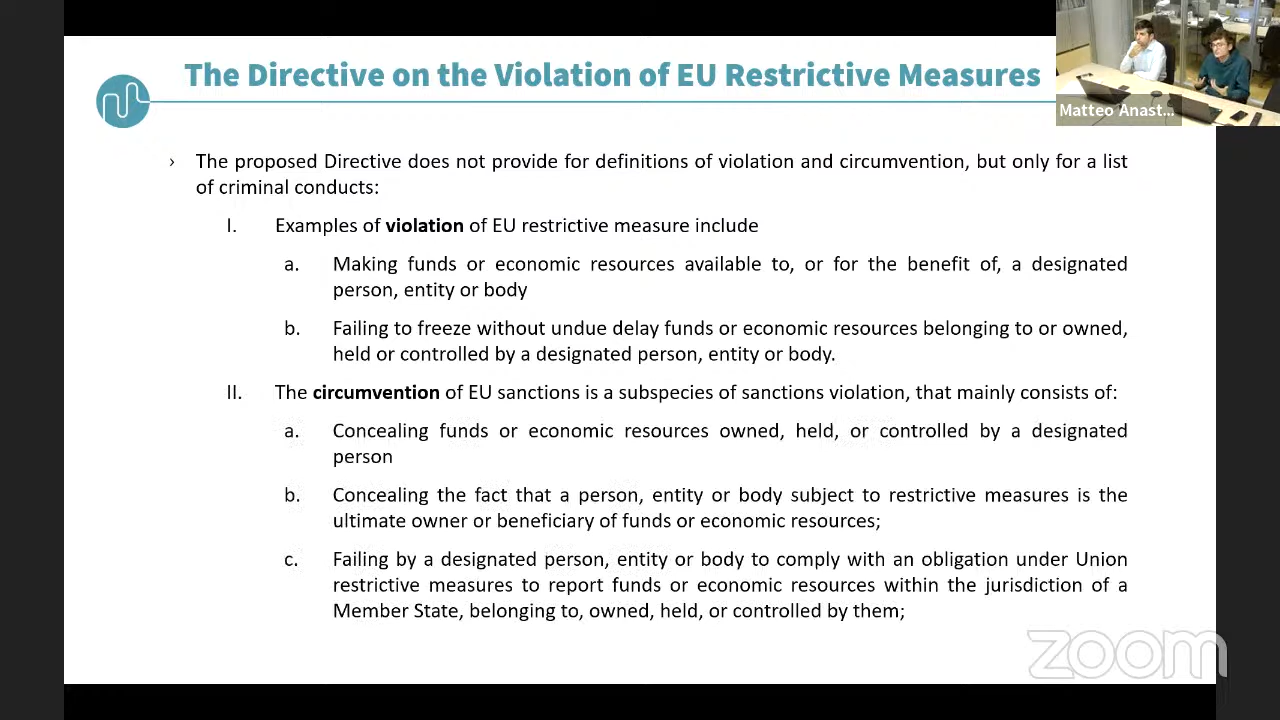 The Directive on the Violation of EU Restrictive Measures
Matteo Anast...
› The proposed Directive does not provide for definitions of violation and circumvention, but only for a list
of criminal conducts:
I. Examples of violation of EU restrictive measure include
a. Making funds or economic resources available to, or for the benefit of, a designated
person, entity or body
b. Failing to freeze without undue delay funds or economic resources belonging to or owned,
held or controlled by a designated person, entity or body.
II. The circumvention of EU sanctions is a subspecies of sanctions violation, that mainly consists of:
a. Concealing funds or economic resources owned, held, or controlled by a designated
person
b. Concealing the fact that a person, entity or body subject to restrictive measures is the
ultimate owner or beneficiary of funds or economic resources;
c. Failing by a designated person, entity or body to comply with an obligation under Union
restrictive measures to report funds or economic resources within the jurisdiction of a
Member State, belonging to, owned, held, or controlled by them;
zoom